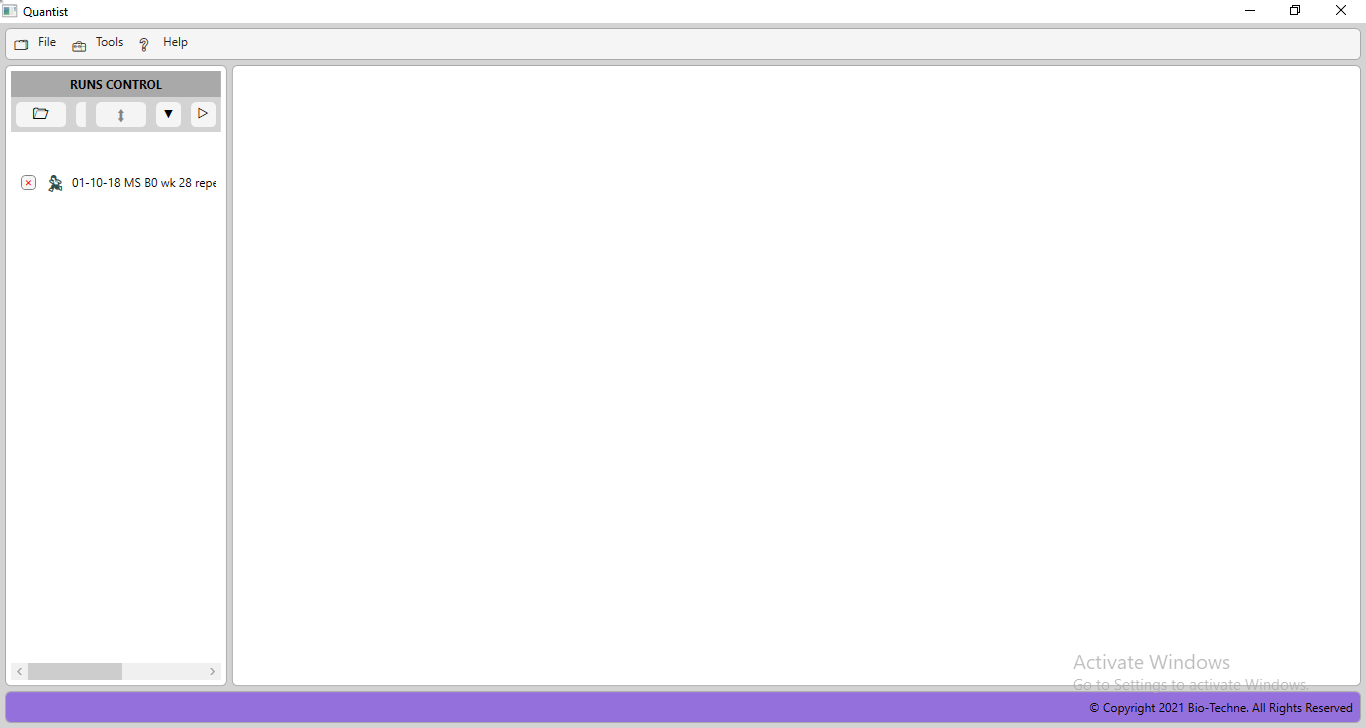 Quantist
File Tools ? Help
RUNS CONTROL
01-10-18 MS B0 wk 28 repe
Activate Windows
Go to Settings to activate Windows.
© Copyright 2021 Bio-Techne. All Rights Reserved